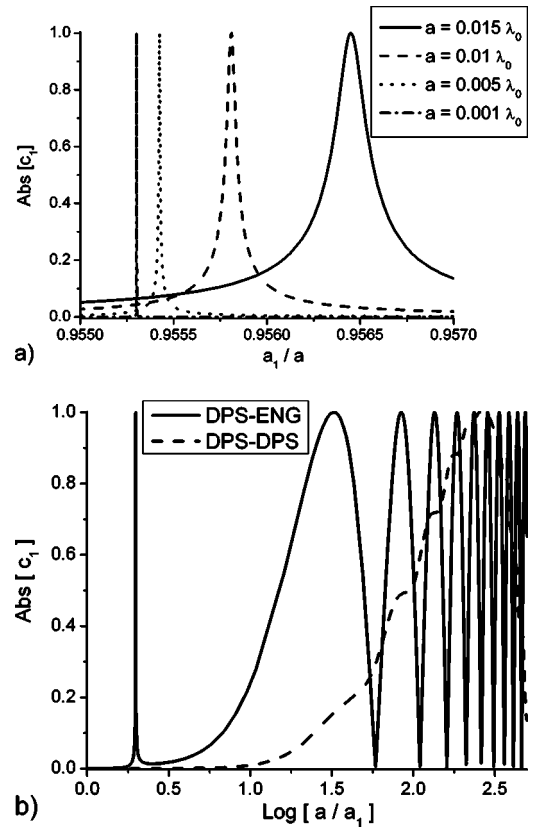 1.0
0.8
0.6
0.4
0.2
0.0
Abs [c₁]
a = 0.015 λ₀
a = 0.01 λ₀
a = 0.005 λ₀
a = 0.001 λ₀
0.9550 0.9555 0.9560 0.9565 0.9570
a₁ / a
a)
1.0
0.8
0.6
0.4
0.2
0.0
Abs [ c₁ ]
DPS-ENG
DPS-DPS
0.0 0.5 1.0 1.5 2.0 2.5
Log [ a / a₁ ]
b)